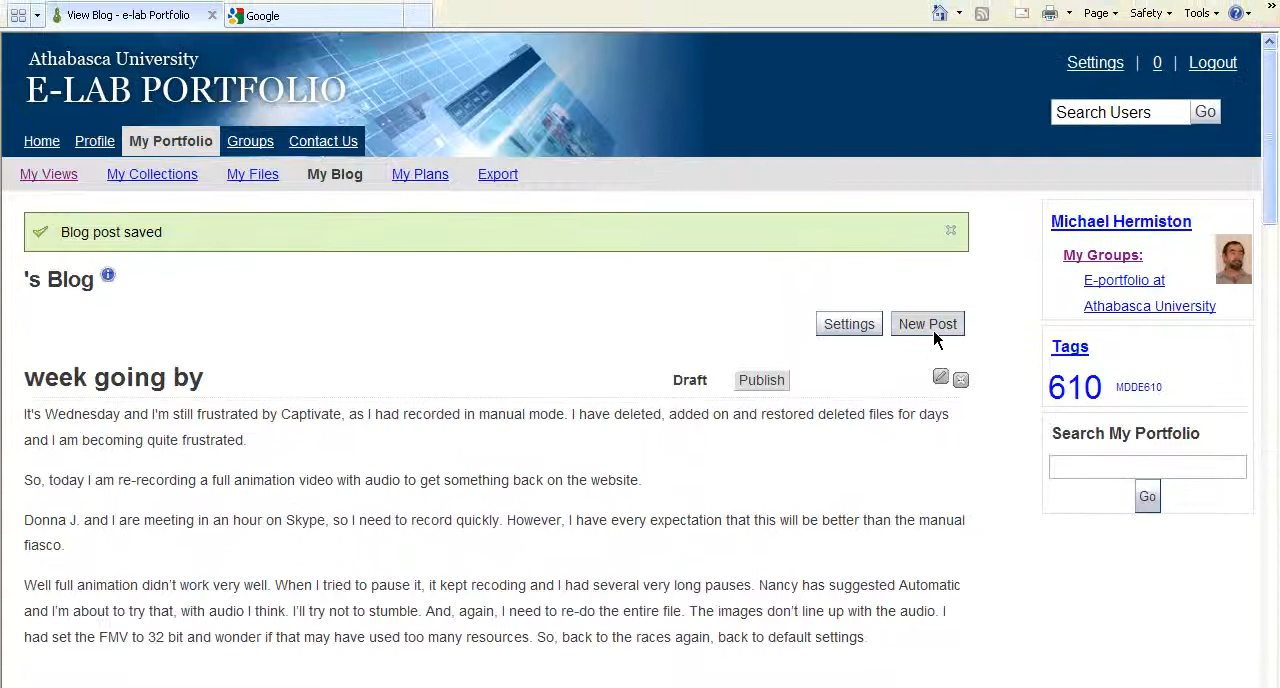 View Blog - e-lab Portfolio
Google
Page
Safety
Tools
Athabasca University
E-LAB PORTFOLIO
Settings | 0 | Logout
Search Users Go
Home Profile My Portfolio Groups Contact Us
My Views My Collections My Files My Blog My Plans Export
Blog post saved
's Blog
Settings New Post
week going by
Draft Publish
It's Wednesday and I'm still frustrated by Captivate, as I had recorded in manual mode. I have deleted, added on and restored deleted files for days
and I am becoming quite frustrated.
So, today I am re-recording a full animation video with audio to get something back on the website.
Donna J. and I are meeting in an hour on Skype, so I need to record quickly. However, I have every expectation that this will be better than the manual
fiasco.
Well full animation didn't work very well. When I tried to pause it, it kept recoding and I had several very long pauses. Nancy has suggested Automatic
and I'm about to try that, with audio I think. I'll try not to stumble. And, again, I need to re-do the entire file. The images don't line up with the audio. I
had set the FMV to 32 bit and wonder if that may have used too many resources. So, back to the races again, back to default settings
Michael Hermiston
My Groups:
E-portfolio at
Athabasca University
Tags
610 MDDE610
Search My Portfolio
Go